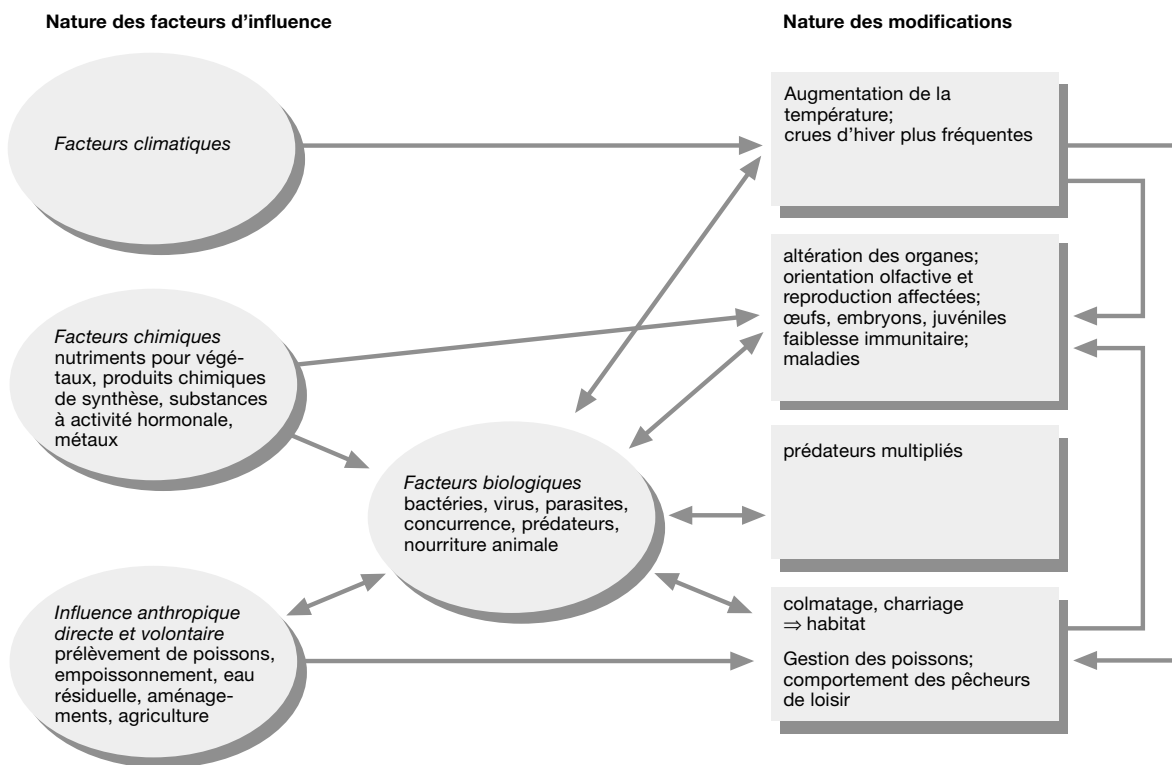 Nature des facteurs d'influence
Nature des modifications
Facteurs climatiques
Augmentation de la
température;
crues d'hiver plus fréquentes
Facteurs chimiques
nutriments pour végé-
taux, produits chimiques
de synthèse, substances
à activité hormonale,
métaux
altération des organes;
orientation olfactive et
reproduction affectées;
œufs, embryons, juvéniles
faiblesse immunitaire;
maladies
Facteurs biologiques
bactéries, virus, parasites,
concurrence, prédateurs,
nourriture animale
prédateurs multipliés
Influence anthropique
directe et volontaire
prélèvement de poissons,
empoissonnement, eau
résiduelle, aménage-
ments, agriculture
colmatage, charriage
⇒ habitat
Gestion des poissons;
comportement des pêcheurs
de loisir